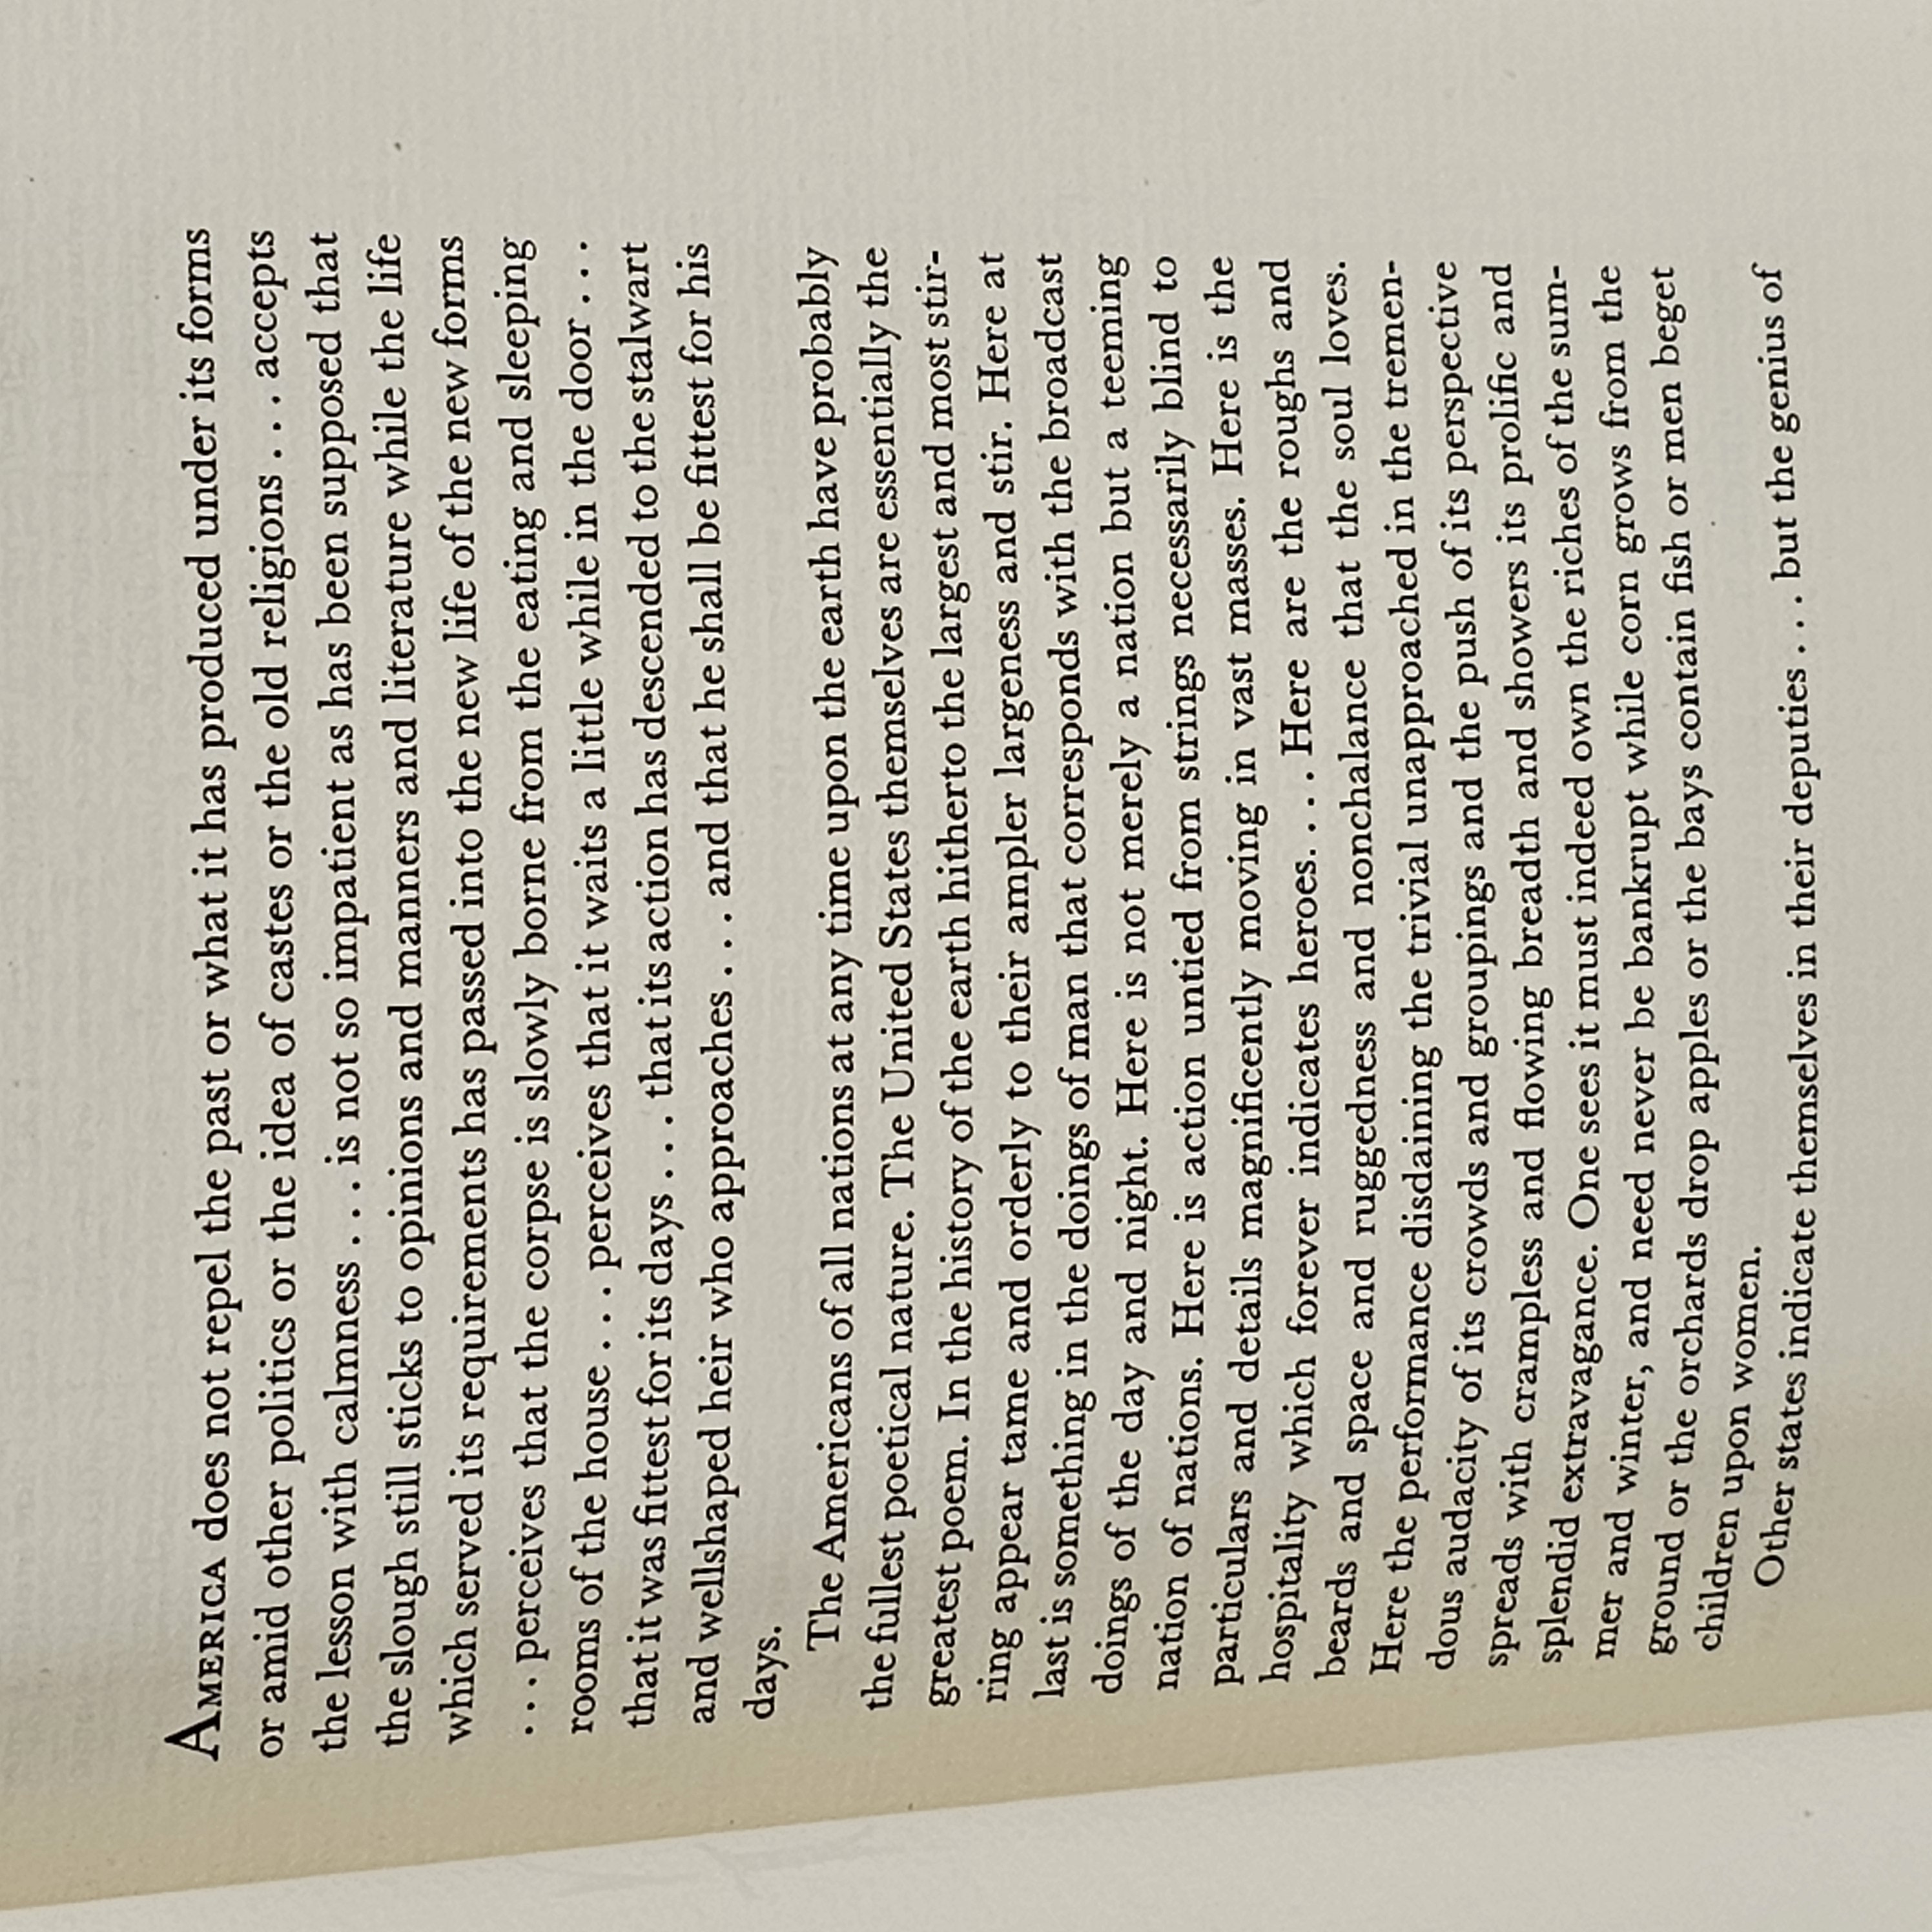 AMERICA does not repel the past or what it has produced under its forms
or amid other politics or the idea of castes or the old religions . . . accepts
the lesson with calmness . . . is not so impatient as has been supposed that
the slough still sticks to opinions and manners and literature while the life
which served its requirements has passed into the new life of the new forms
. . . perceives that the corpse is slowly borne from the eating and sleeping
rooms of the house . . . perceives that it waits a little while in the door . . .
that it was fittest for its days . . . that its action has descended to the stalwart
and wellshaped heir who approaches . . . and that he shall be fittest for his
days.
The Americans of all nations at any time upon the earth have probably
the fullest poetical nature. The United States themselves are essentially the
greatest poem. In the history of the earth hitherto the largest and most stir-
ring appear tame and orderly to their ampler largeness and stir. Here at
last is something in the doings of man that corresponds with the broadcast
doings of the day and night. Here is not merely a nation but a teeming
nation of nations. Here is action untied from strings necessarily blind to
particulars and details magnificently moving in vast masses. Here is the
hospitality which forever indicates heroes. . . . Here are the roughs and
beards and space and ruggedness and nonchalance that the soul loves.
Here the performance disdaining the trivial unapproached in the tremen-
dous audacity of its crowds and groupings and the push of its perspective
spreads with crampless and flowing breadth and showers its prolific and
splendid extravagance. One sees it must indeed own the riches of the sum-
mer and winter, and need never be bankrupt while corn grows from the
ground or the orchards drop apples or the bays contain fish or men beget
children upon women.
Other states indicate themselves in their deputies . . . but the genius of